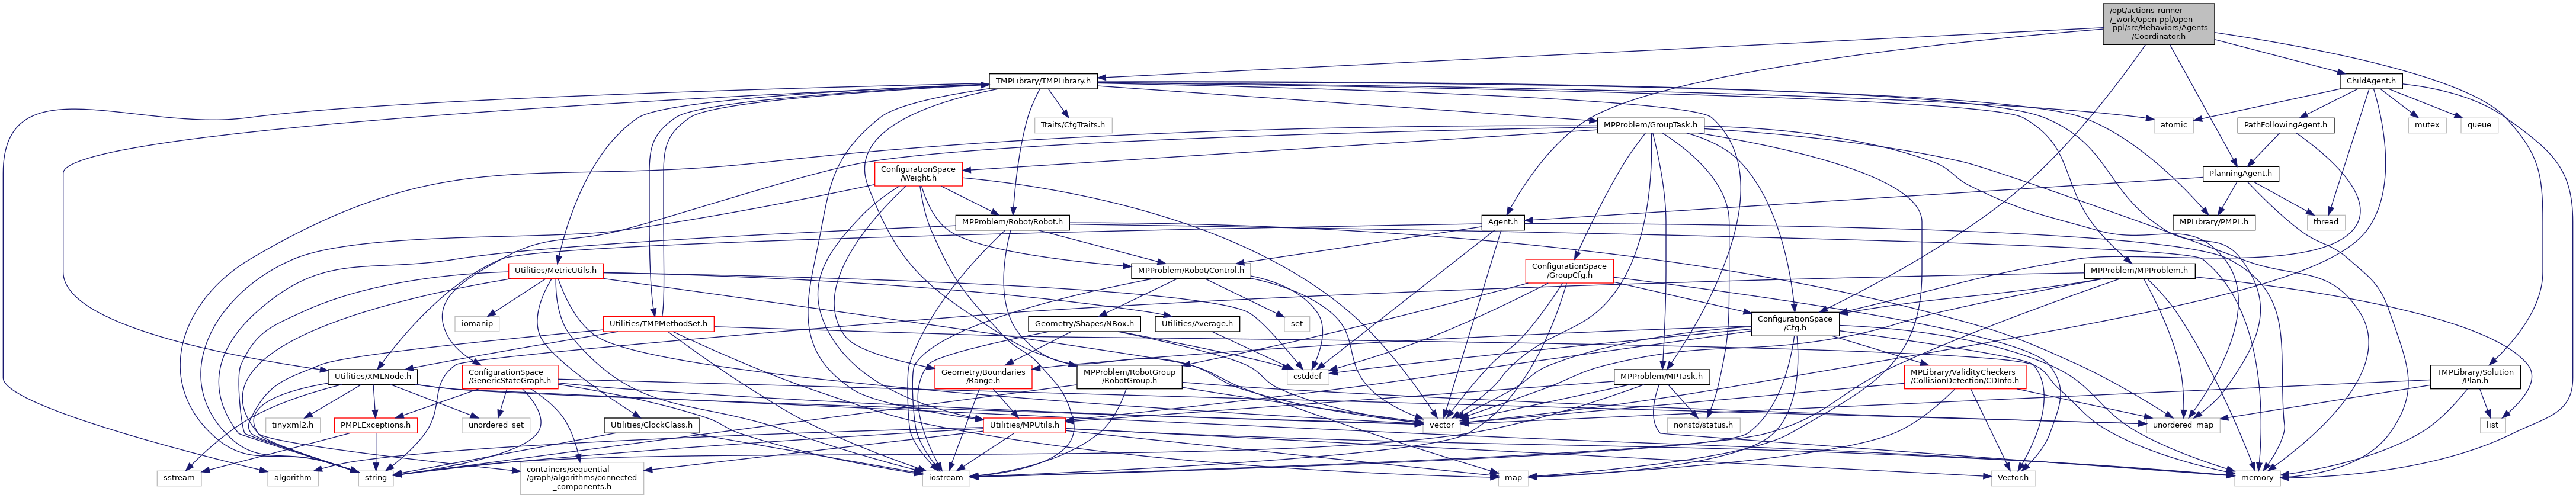 /opt/actions-runner
/_work/open-ppl/open
-ppl/src/Behaviors/Agents
/Coordinator.h
TMPLibrary/TMPLibrary.h
ChildAgent.h
Traits/CfgTraits.h
MPProblem/GroupTask.h
atomic
PathFollowingAgent.h
mutex
queue
ConfigurationSpace
/Weight.h
PlanningAgent.h
MPProblem/Robot/Robot.h
Agent.h
MPLibrary/PMPL.h
thread
Utilities/MetricUtils.h
MPProblem/Robot/Control.h
ConfigurationSpace
/GroupCfg.h
MPProblem/MPProblem.h
iomanip
Utilities/TMPMethodSet.h
Utilities/Average.h
Geometry/Shapes/NBox.h
set
ConfigurationSpace
/Cfg.h
Utilities/XMLNode.h
ConfigurationSpace
/GenericStateGraph.h
Geometry/Boundaries
/Range.h
MPProblem/RobotGroup
/RobotGroup.h
cstddef
MPProblem/MPTask.h
MPLibrary/ValidityCheckers
/CollisionDetection/CDInfo.h
TMPLibrary/Solution
/Plan.h
tinyxml2.h
PMPLExceptions.h
unordered_set
Utilities/ClockClass.h
Utilities/MPUtils.h
vector
nonstd/status.h
unordered_map
list
sstream
algorithm
string
containers/sequential
/graph/algorithms/connected
_components.h
iostream
map
Vector.h
memory